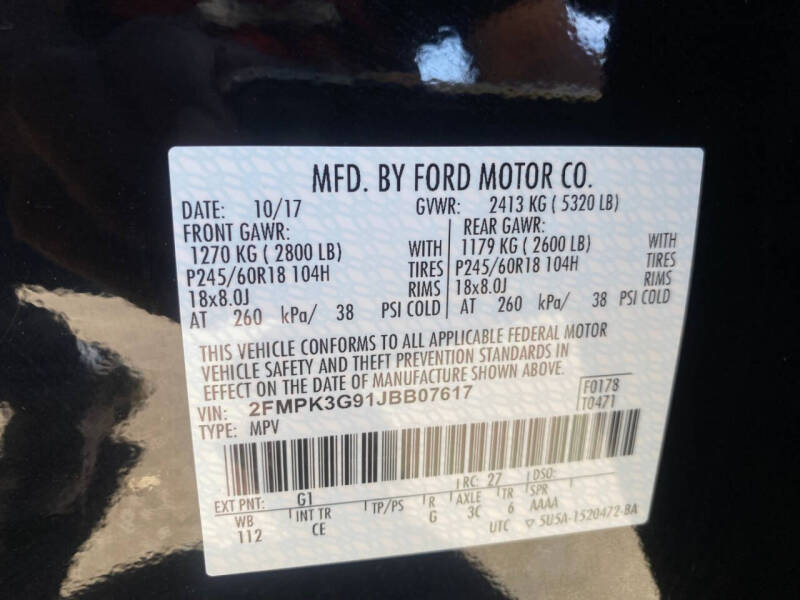 MFD. BY FORD MOTOR CO.
DATE: 10/17 GVWR: 2413 KG ( 5320 LB)
FRONT GAWR: REAR GAWR:
1270 KG ( 2800 LB) WITH 1179 KG ( 2600 LB) WITH
P245/60R18 104H TIRES P245/60R18 104H TIRES
18x8.0J RIMS 18x8.0J RIMS
AT 260 kPa/ 38 PSI COLD AT 260 kPa/ 38 PSI COLD
THIS VEHICLE CONFORMS TO ALL APPLICABLE FEDERAL MOTOR
VEHICLE SAFETY AND THEFT PREVENTION STANDARDS IN
EFFECT ON THE DATE OF MANUFACTURE SHOWN ABOVE.
VIN: 2FMPK3G91JBB07617 F0178
TYPE: MPV T0471
EXT PNT: G1 RC: 27 DSO:
WB INT TR TP/PS R AXLE TR SPR
112 CE G 3C 6 AAAA
UTC ▽ 5U5A-1520472-BA